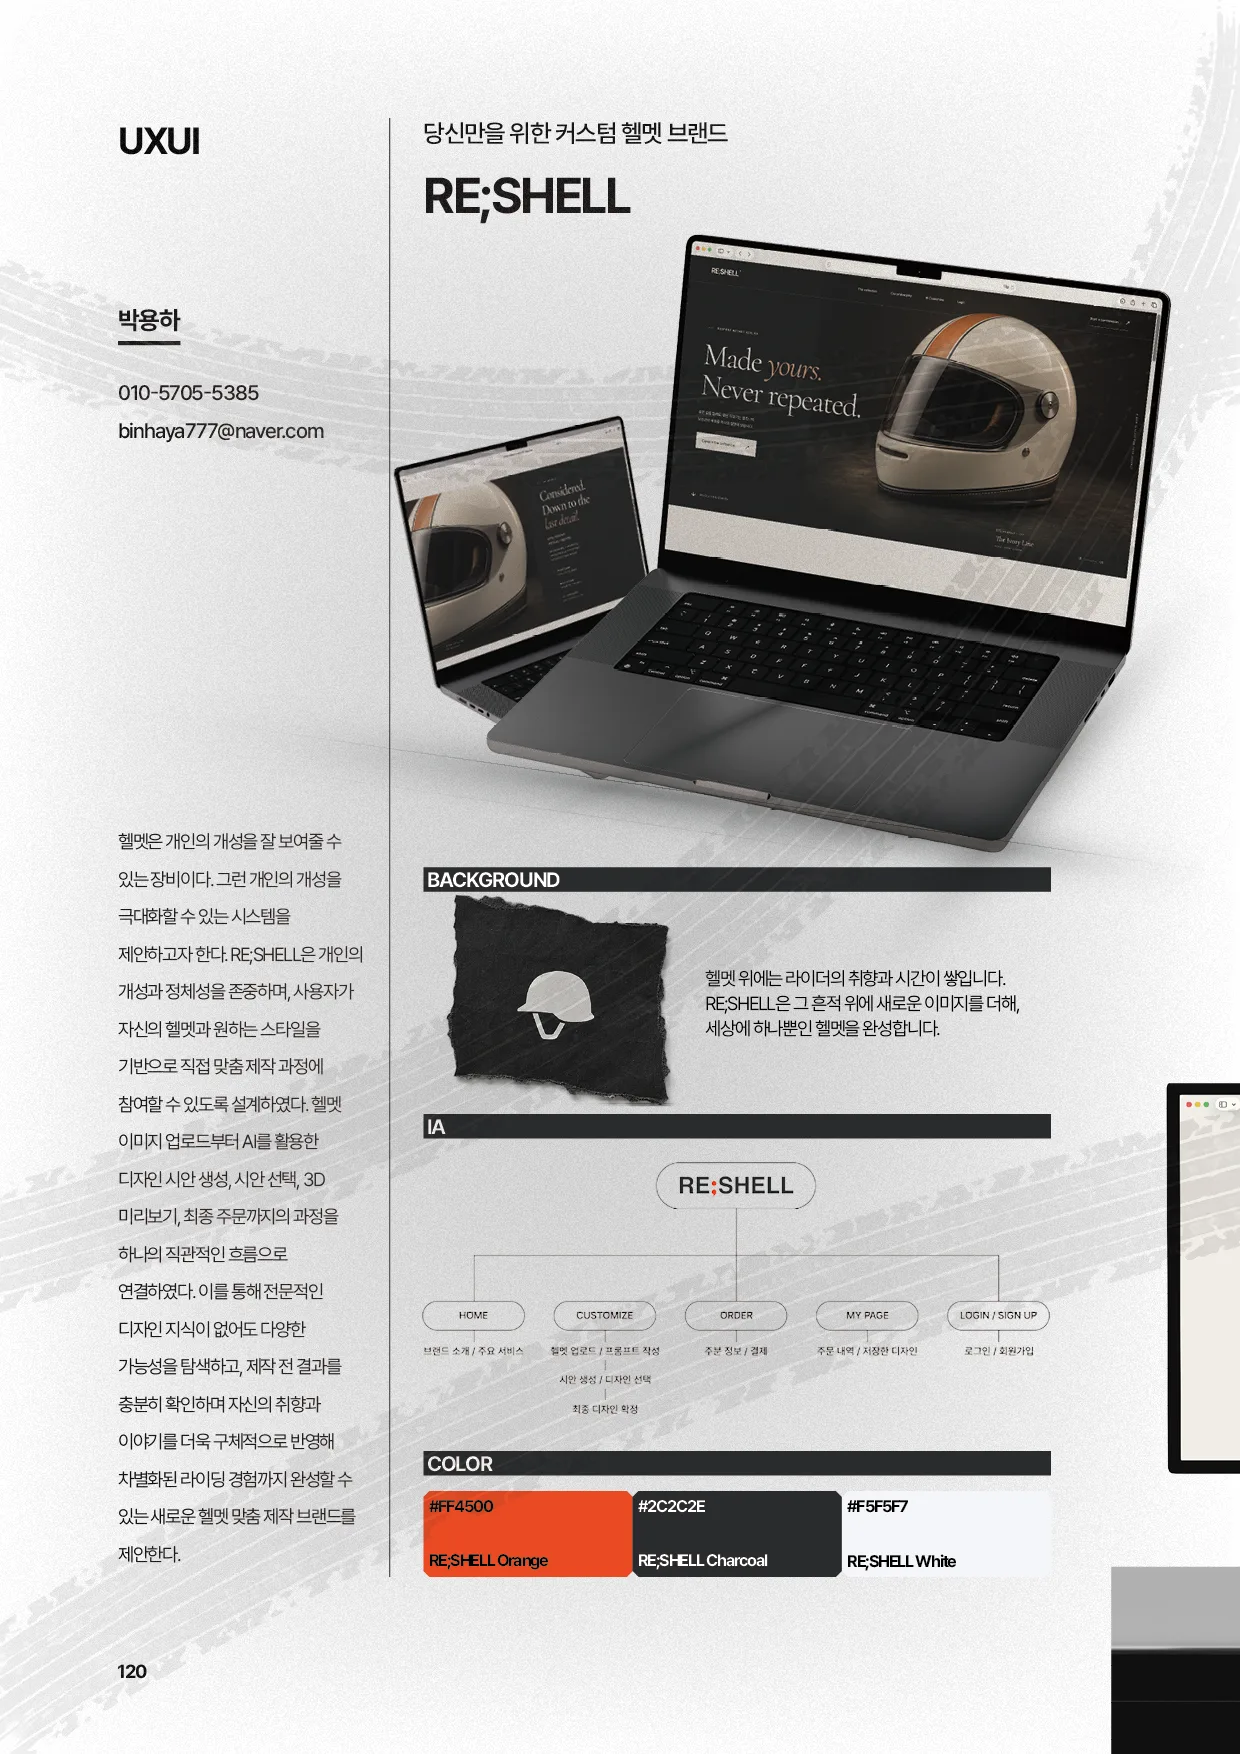 UXUI
박용하
010-5705-5385
binhaya777@naver.com
헬멧은 개인의 개성을 잘 보여줄 수
있는 장비이다. 그런 개인의 개성을
극대화할 수 있는 시스템을
제안하고자 한다. RE;SHELL은 개인의
개성과 정체성을 존중하며, 사용자가
자신의 헬멧과 원하는 스타일을
기반으로 직접 맞춤 제작 과정에
참여할 수 있도록 설계하였다. 헬멧
이미지 업로드부터 AI를 활용한
디자인 시안 생성, 시안 선택, 3D
미리보기, 최종 주문까지의 과정을
하나의 직관적인 흐름으로
연결하였다. 이를 통해 전문적인
디자인 지식이 없어도 다양한
가능성을 탐색하고, 제작 전 결과를
충분히 확인하며 자신의 취향과
이야기를 더욱 구체적으로 반영해
차별화된 라이딩 경험까지 완성할 수
있는 새로운 헬멧 맞춤 제작 브랜드를
제안한다.
120
당신만을 위한 커스텀 헬멧 브랜드
RE;SHELL
RE;SHELL
Made yours.
Never repeated.
The Ivory Line
Considered.
Down to the
last detail.
BACKGROUND
헬멧 위에는 라이더의 취향과 시간이 쌓입니다.
RE;SHELL은 그 흔적 위에 새로운 이미지를 더해,
세상에 하나뿐인 헬멧을 완성합니다.
IA
RE;SHELL
HOME CUSTOMIZE ORDER MY PAGE LOGIN / SIGN UP
브랜드 소개 / 주요 서비스 헬멧 업로드 / 프롬프트 작성 주문 정보 / 결제 주문 내역 / 저장한 디자인 로그인 / 회원가입
시안 생성 / 디자인 선택
최종 디자인 확정
COLOR
#FF4500 #2C2C2E #F5F5F7
RE;SHELL Orange RE;SHELL Charcoal RE;SHELL White